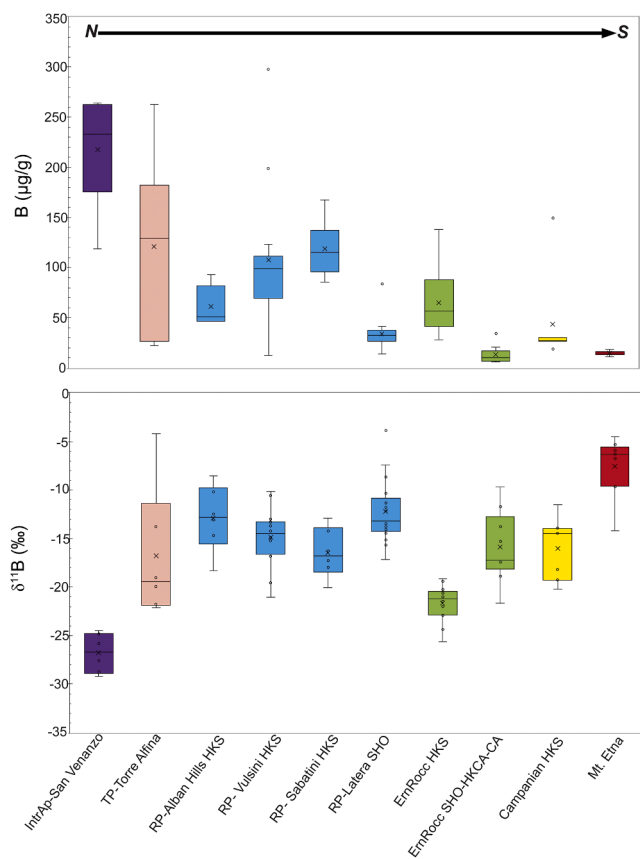 350
300
250
200
150
100
50
0
B (µg/g)
N
S
0
-5
-10
-15
-20
-25
-30
-35
δ¹¹B (‰)
IntrAp-San Venanzo
TP-Torre Alfina
RP-Alban Hills HKS
RP- Vulsini HKS
RP- Sabatini HKS
RP-Latera SHO
ErnRocc HKS
ErnRocc SHO-HKCA-CA
Campanian HKS
Mt. Etna